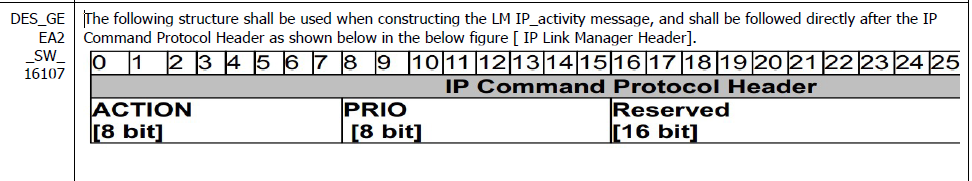 DES_GE
EA2
_SW_
16107
The following structure shall be used when constructing the LM IP_activity message, and shall be followed directly after the IP
Command Protocol Header as shown below in the below figure [ IP Link Manager Header].
0 1 2 3 4 5 6 7 8 9 10 11 12 13 14 15 16 17 18 19 20 21 22 23 24 25
IP Command Protocol Header
ACTION PRIO Reserved
[8 bit] [8 bit] [16 bit]